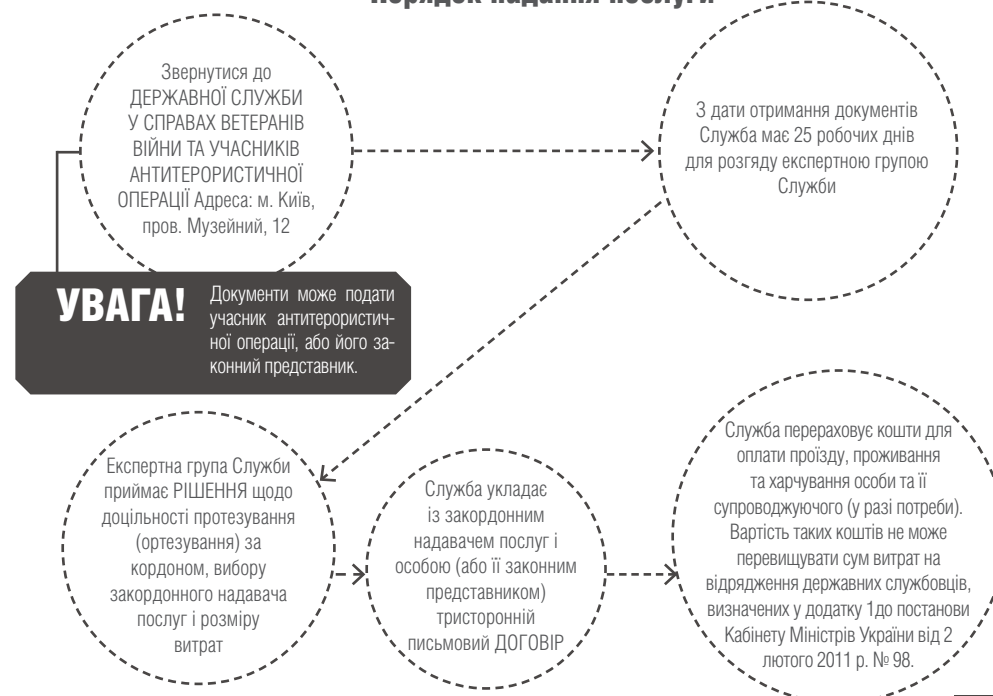 Порядок надання послуги
Звернутися до
ДЕРЖАВНОЇ СЛУЖБИ
У СПРАВАХ ВЕТЕРАНІВ
ВІЙНИ ТА УЧАСНИКІВ
АНТИТЕРОРИСТИЧНОЇ
ОПЕРАЦІЇ Адреса: м. Київ,
пров. Музейний, 12
УВАГА!
Документи може подати
учасник антитерористич-
ної операції, або його за-
конний представник.
З дати отримання документів
Служба має 25 робочих днів
для розгляду експертною групою
Служби
Експертна група Служби
приймає РІШЕННЯ щодо
доцільності протезування
(ортезування) за
кордоном, вибору
закордонного надавача
послуг і розміру
витрат
Служба укладає
із закордонним
надавачем послуг і
особою (або її законним
представником)
тристоронній
письмовий ДОГОВІР
Служба перераховує кошти для
оплати проїзду, проживання
та харчування особи та її
супроводжуючого (у разі потреби).
Вартість таких коштів не може
перевищувати сум витрат на
відрядження державних службовців,
визначених у додатку 1до постанови
Кабінету Міністрів України від 2
лютого 2011 р. № 98.